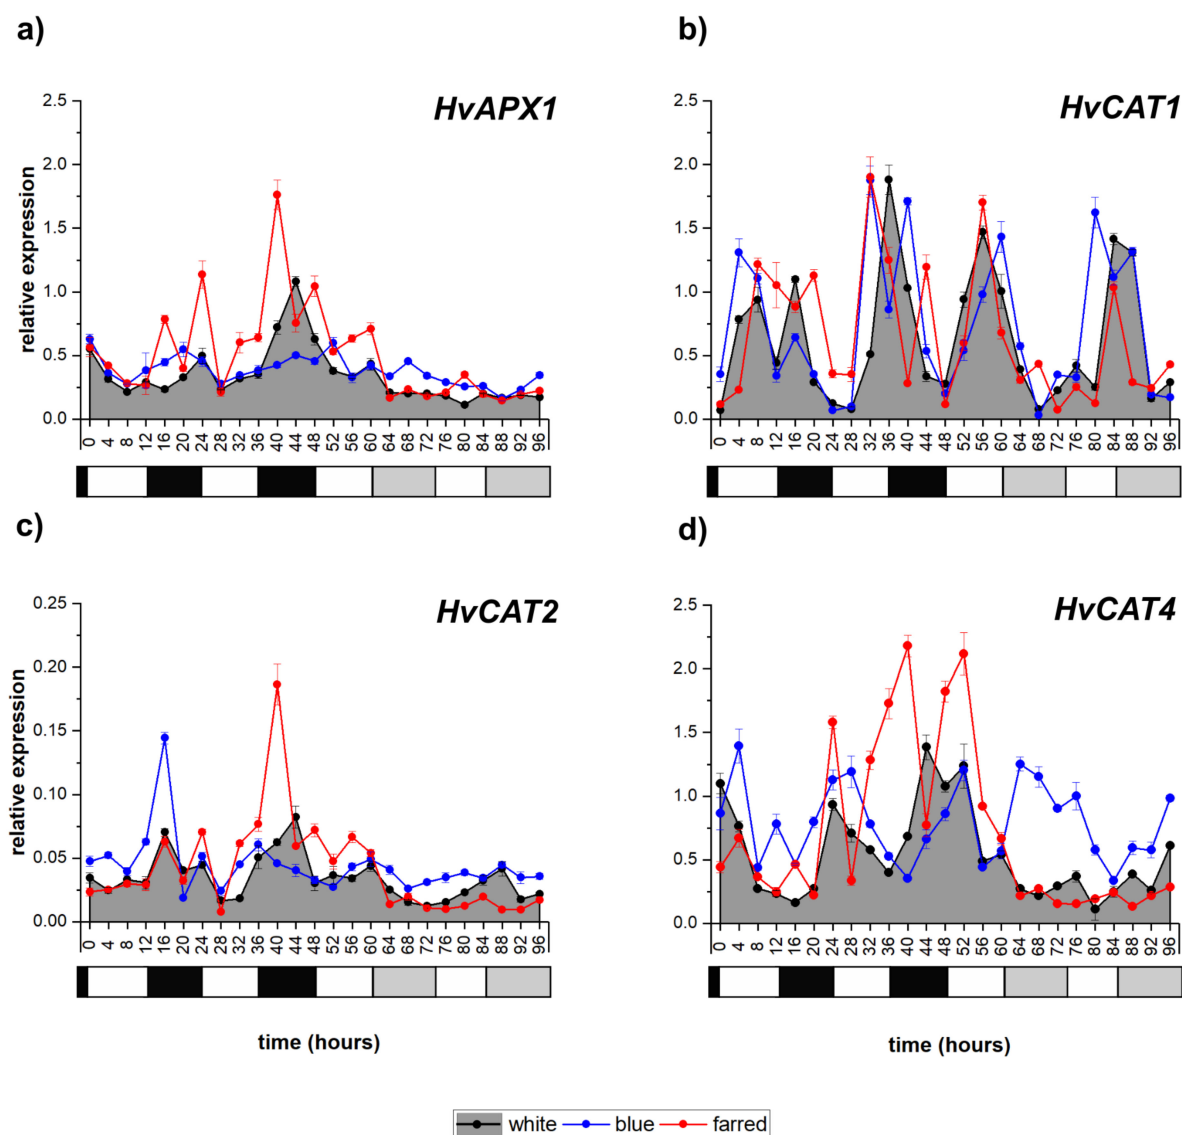 a)
HvAPX1
relative expression
2.5
2.0
1.5
1.0
0.5
0.0
0 4 8 12 16 20 24 28 32 36 40 44 48 52 56 60 64 68 72 76 80 84 88 92 96
b)
HvCAT1
2.5
2.0
1.5
1.0
0.5
0.0
0 4 8 12 16 20 24 28 32 36 40 44 48 52 56 60 64 68 72 76 80 84 88 92 96
c)
HvCAT2
relative expression
0.25
0.20
0.15
0.10
0.05
0.00
0 4 8 12 16 20 24 28 32 36 40 44 48 52 56 60 64 68 72 76 80 84 88 92 96
time (hours)
d)
HvCAT4
2.5
2.0
1.5
1.0
0.5
0.0
0 4 8 12 16 20 24 28 32 36 40 44 48 52 56 60 64 68 72 76 80 84 88 92 96
time (hours)
white blue farred